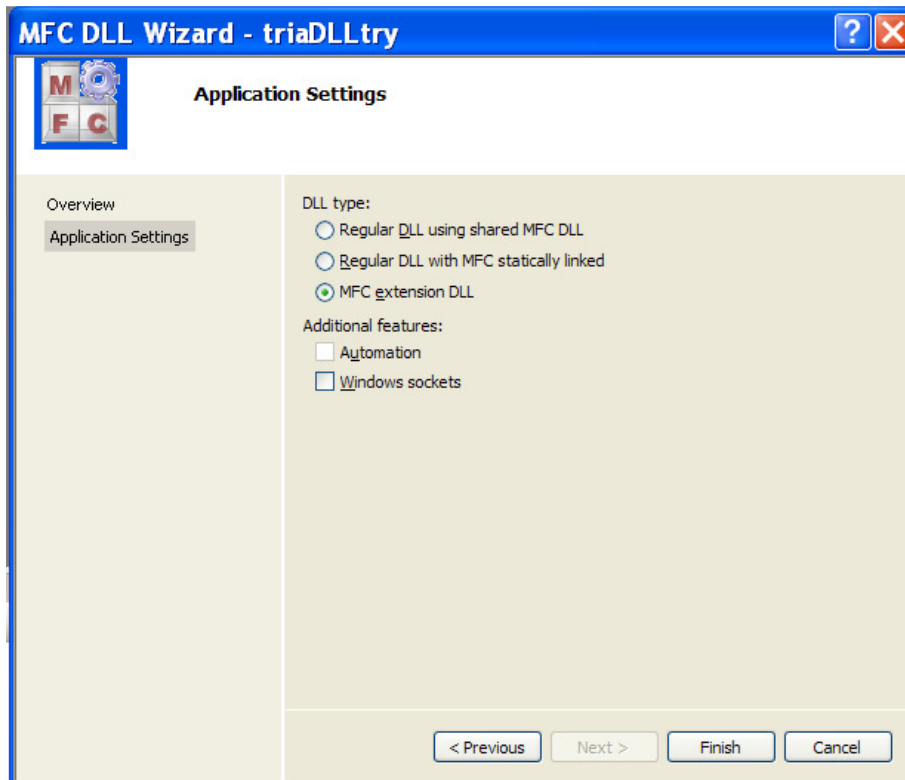 MFC DLL Wizard - triaDLLtry
?
M
F C
Application Settings
Overview
Application Settings
DLL type:
Regular DLL using shared MFC DLL
Regular DLL with MFC statically linked
MFC extension DLL
Additional features:
Automation
Windows sockets
< Previous Next > Finish Cancel